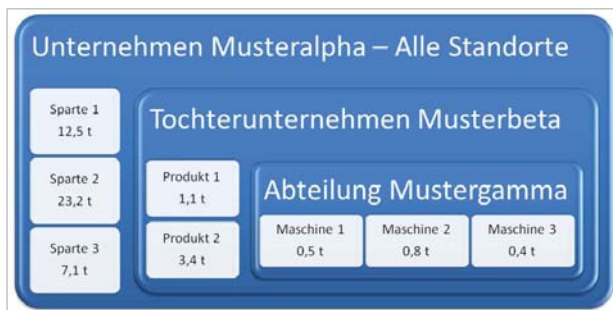 Unternehmen Musteralpha – Alle Standorte
Sparte 1
12,5 t
Sparte 2
23,2 t
Sparte 3
7,1 t
Tochterunternehmen Musterbeta
Produkt 1
1,1 t
Produkt 2
3,4 t
Abteilung Mustergamma
Maschine 1
0,5 t
Maschine 2
0,8 t
Maschine 3
0,4 t